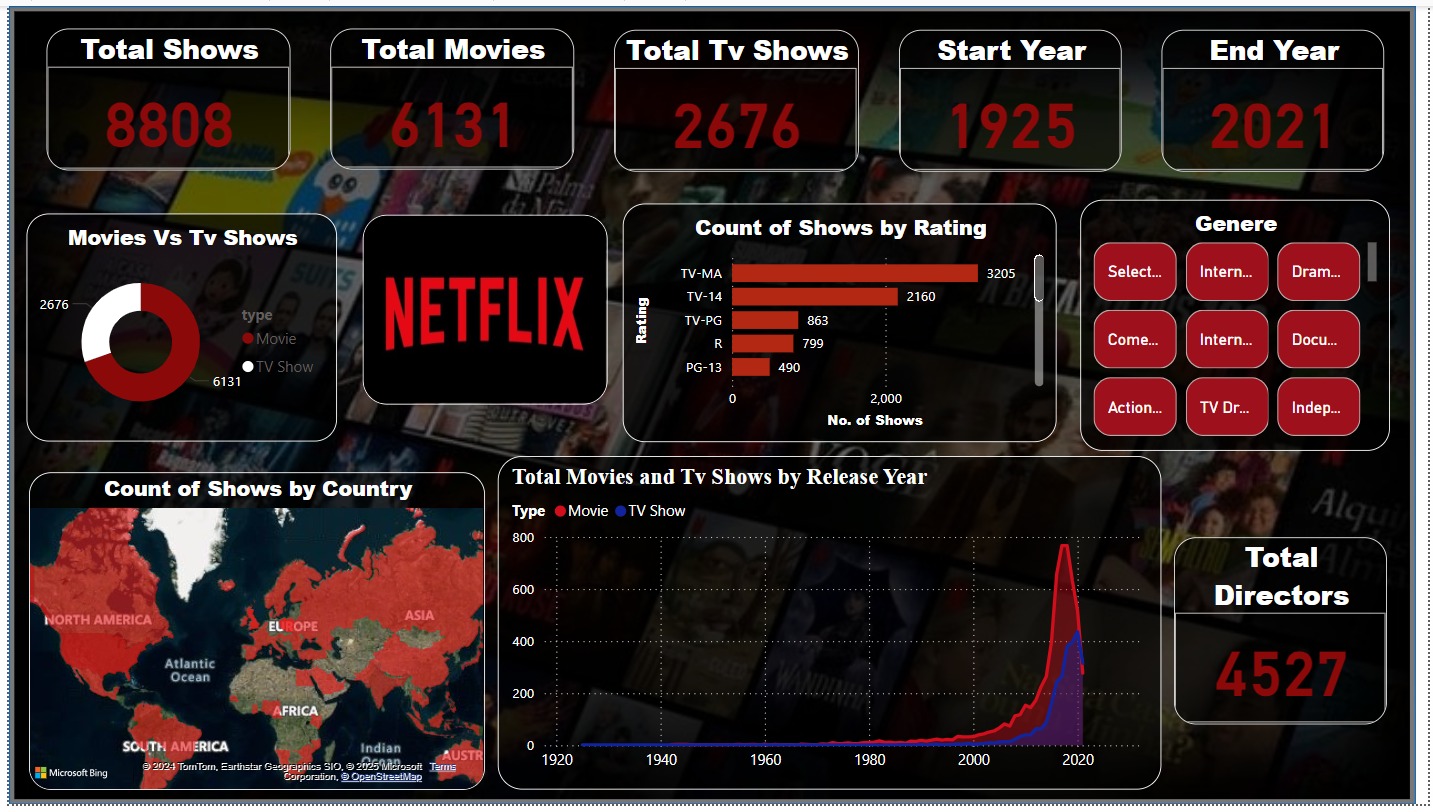 Total Shows
8808
Total Movies
6131
Total Tv Shows
2676
Start Year
1925
End Year
2021
Movies Vs Tv Shows
2676
6131
type
Movie
TV Show
NETFLIX
Count of Shows by Rating
Rating
TV-MA 3205
TV-14 2160
TV-PG 863
R 799
PG-13 490
0 2,000
No. of Shows
Genere
Select... Intern... Dram...
Come... Intern... Docu...
Action... TV Dr... Indep...
Count of Shows by Country
NORTH AMERICA
EUROPE
ASIA
Atlantic
Ocean
AFRICA
SOUTH AMERICA
Indian
Ocean
AUSTR
Microsoft Bing
© 2024 TomTom, Earthstar Geographics SIO, © 2025 Microsoft Corporation, © OpenStreetMap Terms
Total Movies and Tv Shows by Release Year
Type Movie TV Show
800
600
400
200
0
1920 1940 1960 1980 2000 2020
Total
Directors
4527